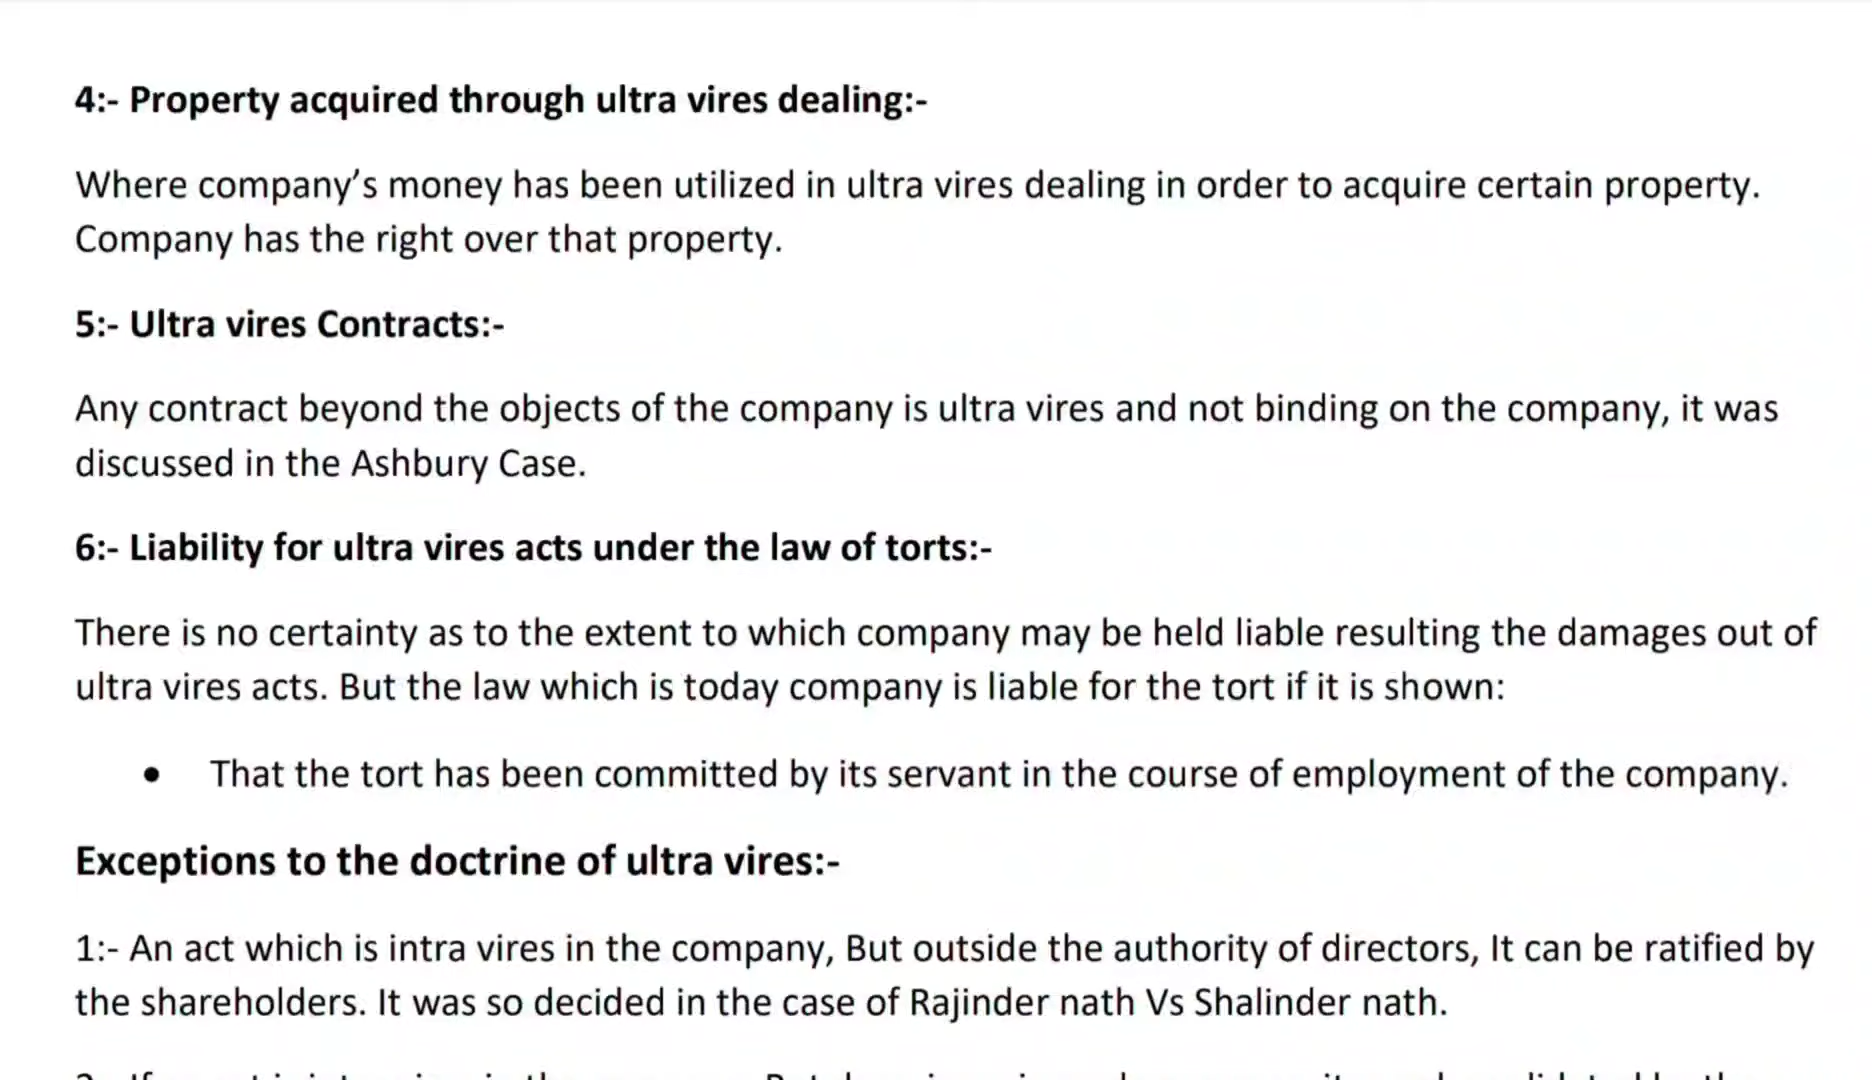 4:- Property acquired through ultra vires dealing:-
Where company’s money has been utilized in ultra vires dealing in order to acquire certain property.
Company has the right over that property.
5:- Ultra vires Contracts:-
Any contract beyond the objects of the company is ultra vires and not binding on the company, it was
discussed in the Ashbury Case.
6:- Liability for ultra vires acts under the law of torts:-
There is no certainty as to the extent to which company may be held liable resulting the damages out of
ultra vires acts. But the law which is today company is liable for the tort if it is shown:
• That the tort has been committed by its servant in the course of employment of the company.
Exceptions to the doctrine of ultra vires:-
1:- An act which is intra vires in the company, But outside the authority of directors, It can be ratified by
the shareholders. It was so decided in the case of Rajinder nath Vs Shalinder nath.